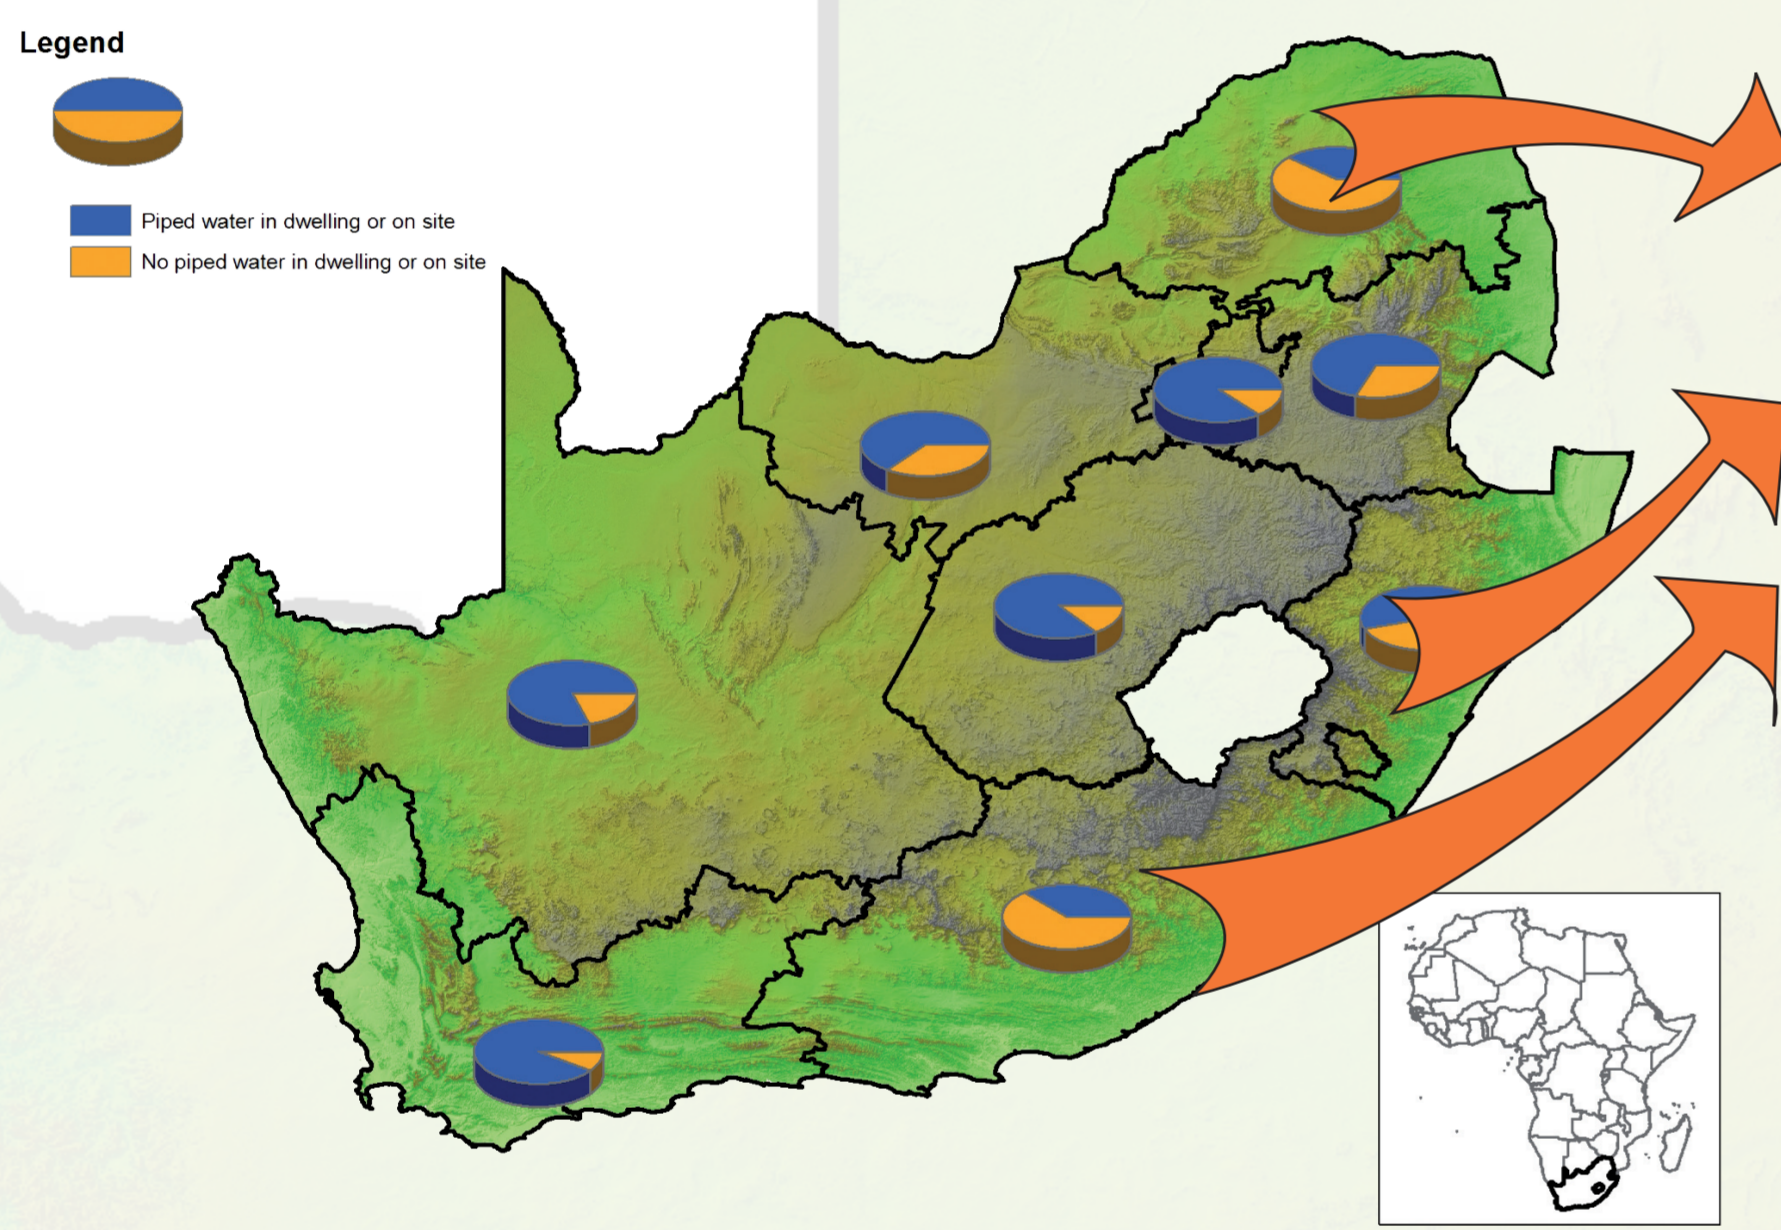 Legend
Piped water in dwelling or on site
No piped water in dwelling or on site